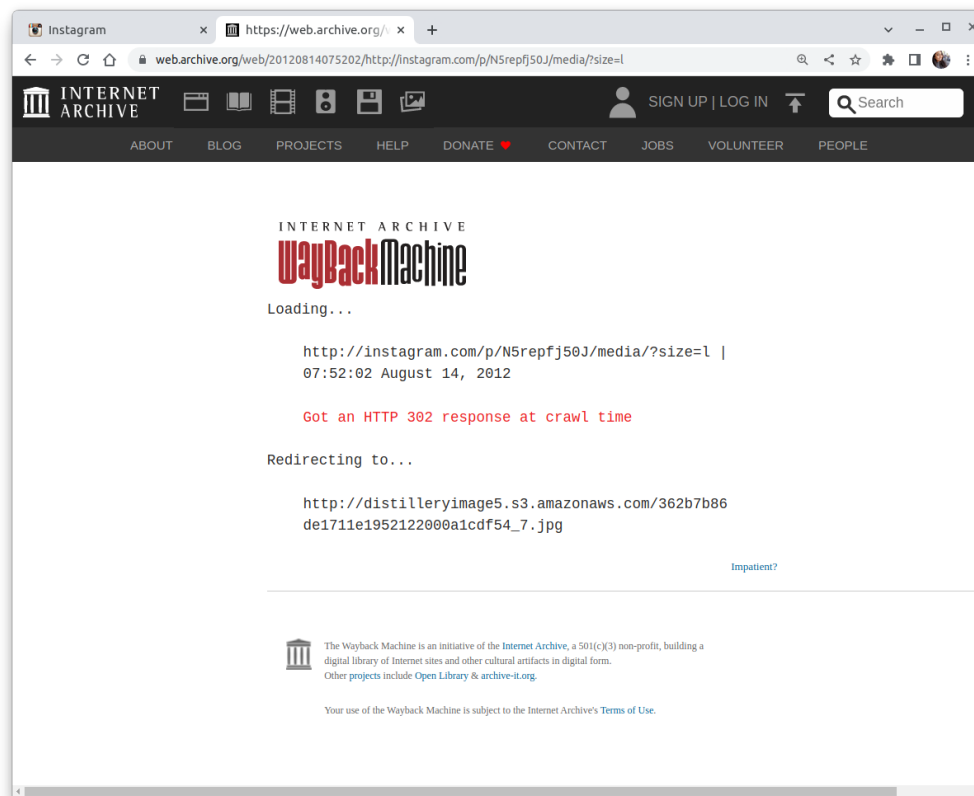 Instagram
https://web.archive.org/v
web.archive.org/web/20120814075202/http://instagram.com/p/N5repfj50J/media/?size=l
INTERNET
ARCHIVE
SIGN UP | LOG IN
Search
ABOUT BLOG PROJECTS HELP DONATE CONTACT JOBS VOLUNTEER PEOPLE
INTERNET ARCHIVE
WayBackMachine
Loading...
http://instagram.com/p/N5repfj50J/media/?size=l |
07:52:02 August 14, 2012
Got an HTTP 302 response at crawl time
Redirecting to...
http://distilleryimage5.s3.amazonaws.com/362b7b86
de1711e1952122000a1cdf54_7.jpg
Impatient?
The Wayback Machine is an initiative of the Internet Archive, a 501(c)(3) non-profit, building a
digital library of Internet sites and other cultural artifacts in digital form.
Other projects include Open Library & archive-it.org.
Your use of the Wayback Machine is subject to the Internet Archive's Terms of Use.